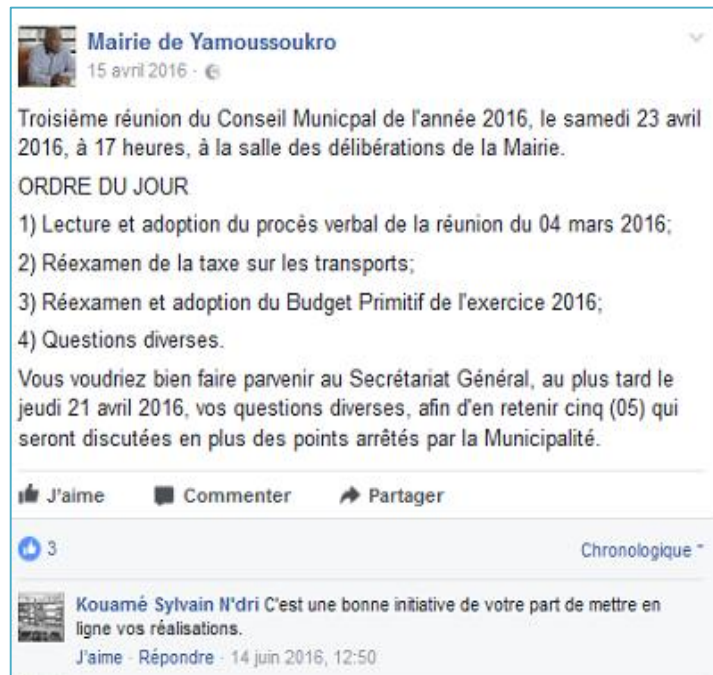 Mairie de Yamoussoukro
15 avril 2016 ·
Troisième réunion du Conseil Municpal de l'année 2016, le samedi 23 avril
2016, à 17 heures, à la salle des délibérations de la Mairie.
ORDRE DU JOUR
1) Lecture et adoption du procès verbal de la réunion du 04 mars 2016;
2) Réexamen de la taxe sur les transports;
3) Réexamen et adoption du Budget Primitif de l'exercice 2016;
4) Questions diverses.
Vous voudriez bien faire parvenir au Secrétariat Général, au plus tard le
jeudi 21 avril 2016, vos questions diverses, afin d'en retenir cinq (05) qui
seront discutées en plus des points arrêtés par la Municipalité.
J'aime Commenter Partager
3 Chronologique
Kouamé Sylvain N'dri C'est une bonne initiative de votre part de mettre en
ligne vos réalisations.
J'aime · Répondre · 14 juin 2016, 12:50